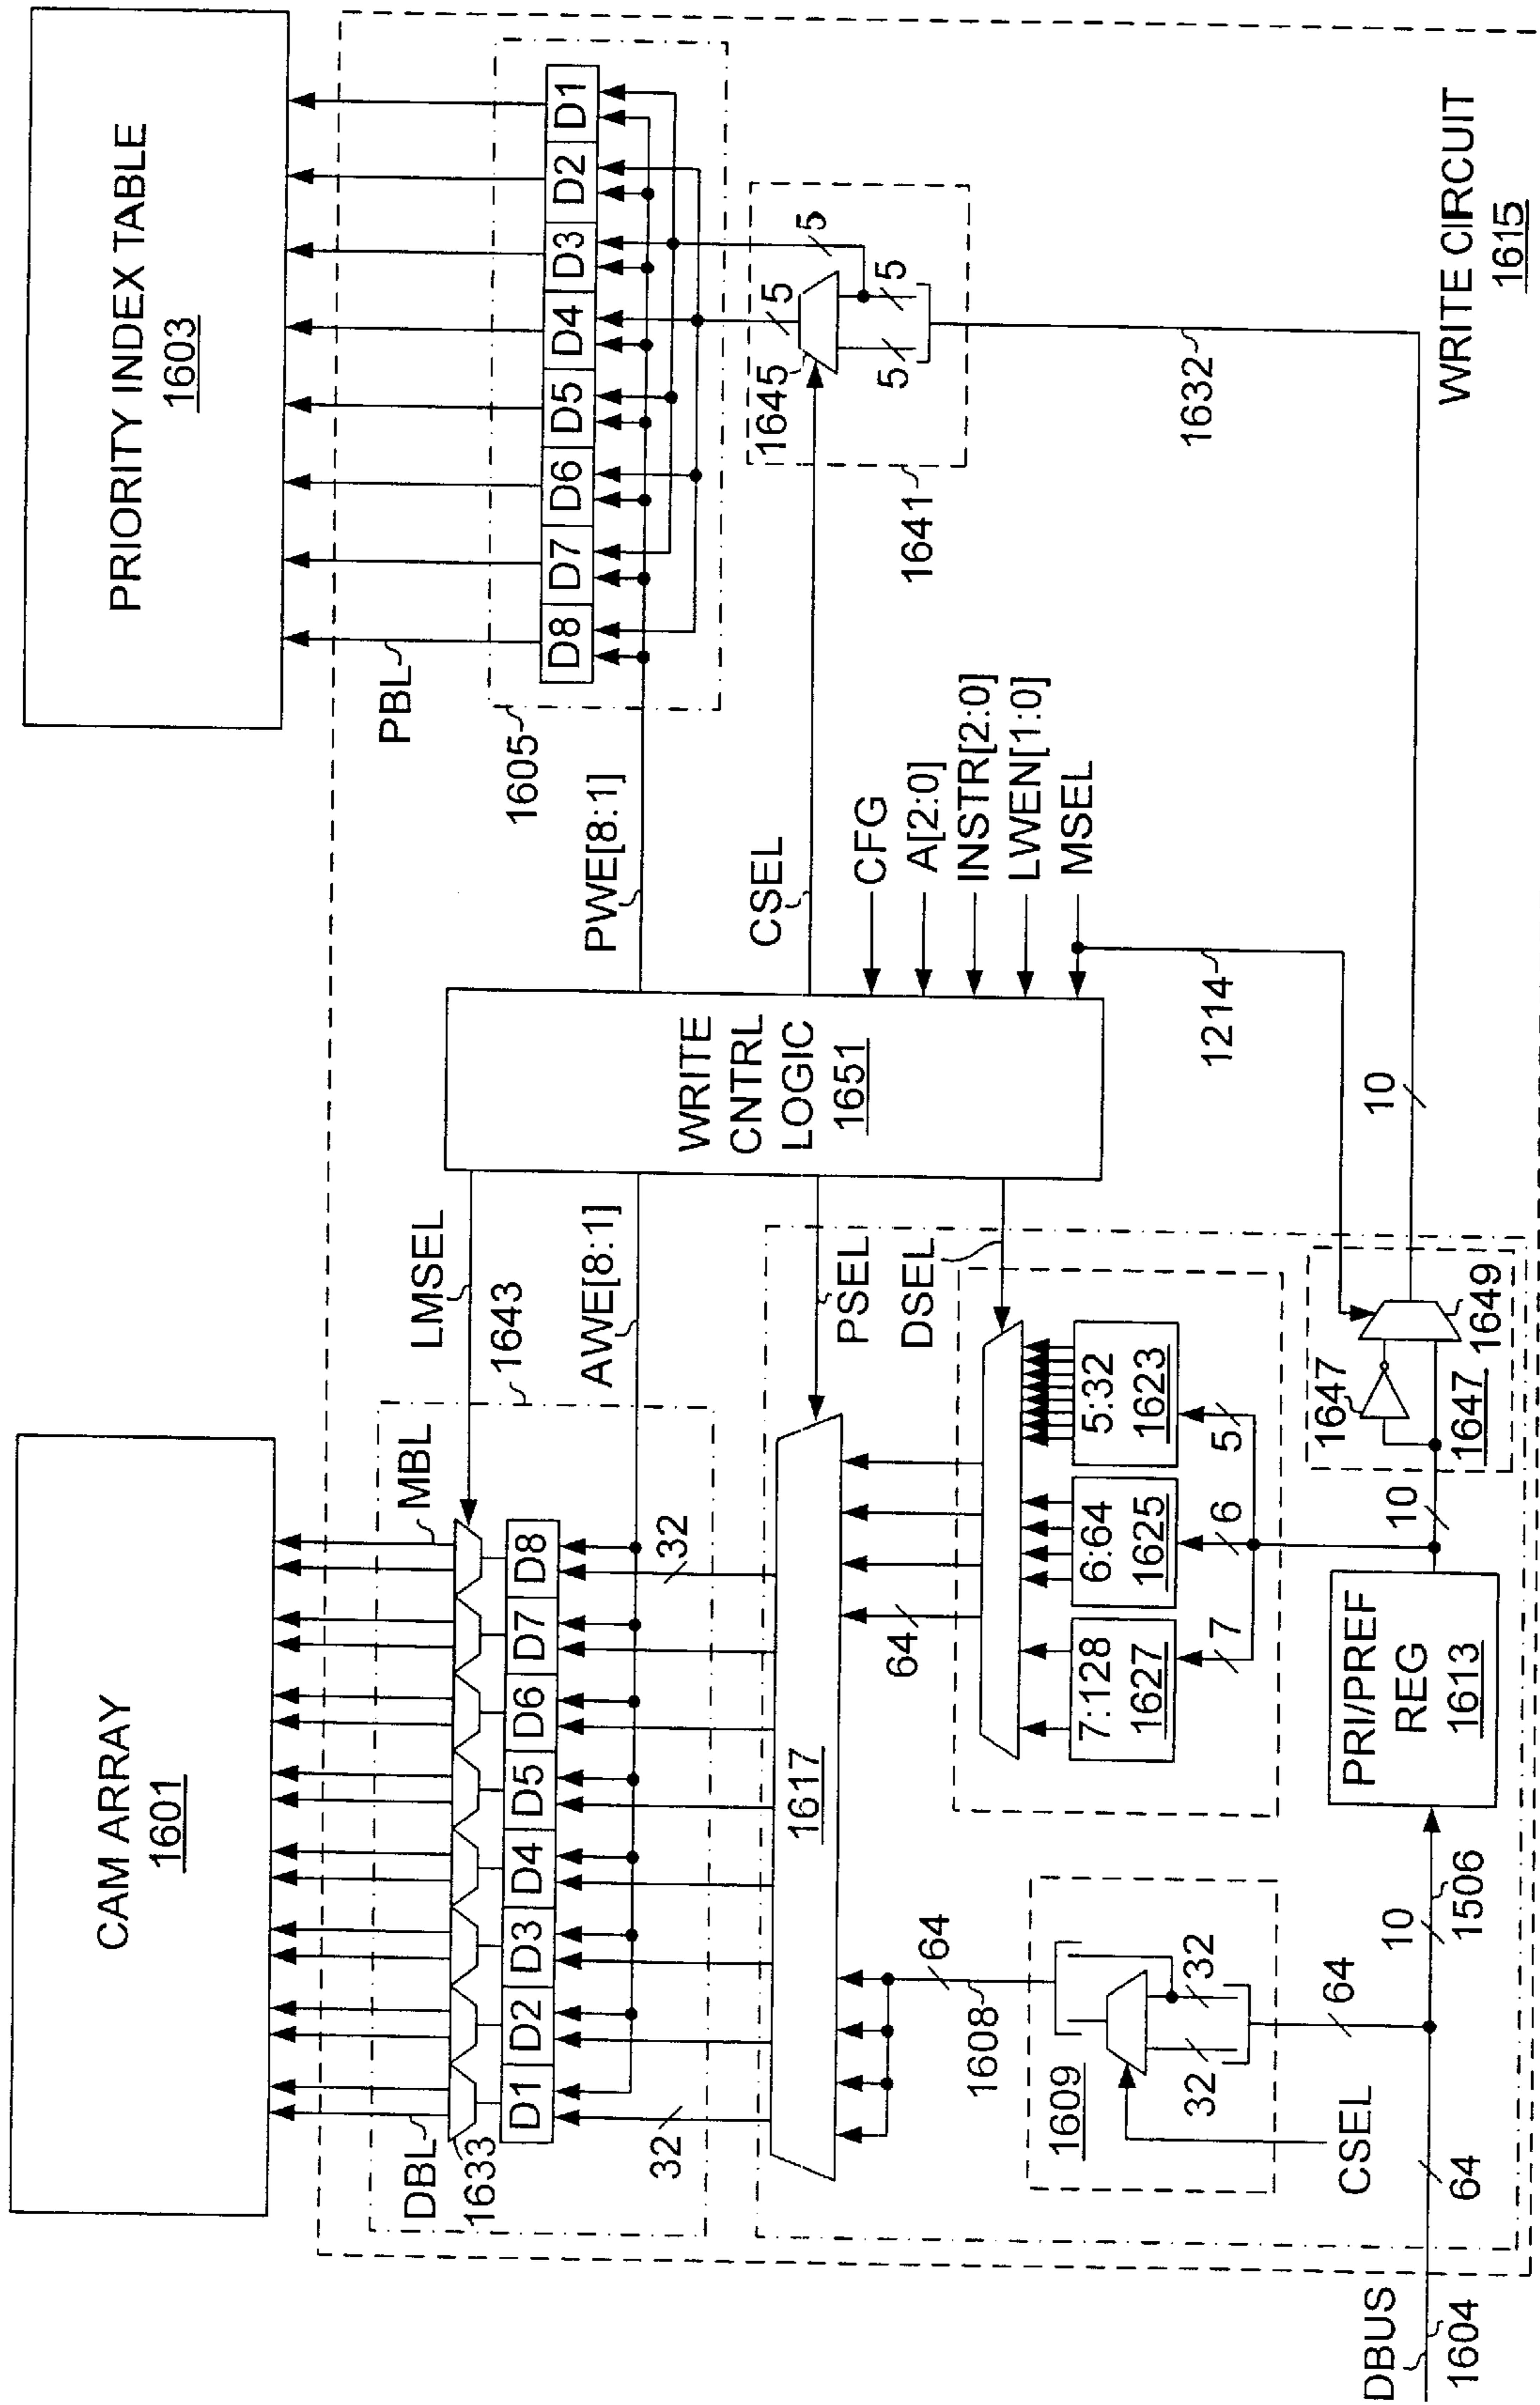 CAM ARRAY
1601
PRIORITY INDEX TABLE
1603
DBL
MBL
1633
1643
LMSEL
D1 D2 D3 D4 D5 D6 D7 D8
AWE[8:1]
32
32
PBL
1605
D8 D7 D6 D5 D4 D3 D2 D1
PWE[8:1]
WRITE
CNTRL
LOGIC
1651
1617
PSEL
DSEL
CSEL
CFG
A[2:0]
INSTR[2:0]
LWEN[1:0]
MSEL
1641
1645
5
5
5
5
64
1608
64
7:128
1627
6:64
1625
5:32
1623
7
6
5
1609
32
32
CSEL
64
64
DBUS
1604
10
1506
PRI/PREF
REG
1613
10
1647
1647
1649
1214
10
1632
WRITE CIRCUIT
1615